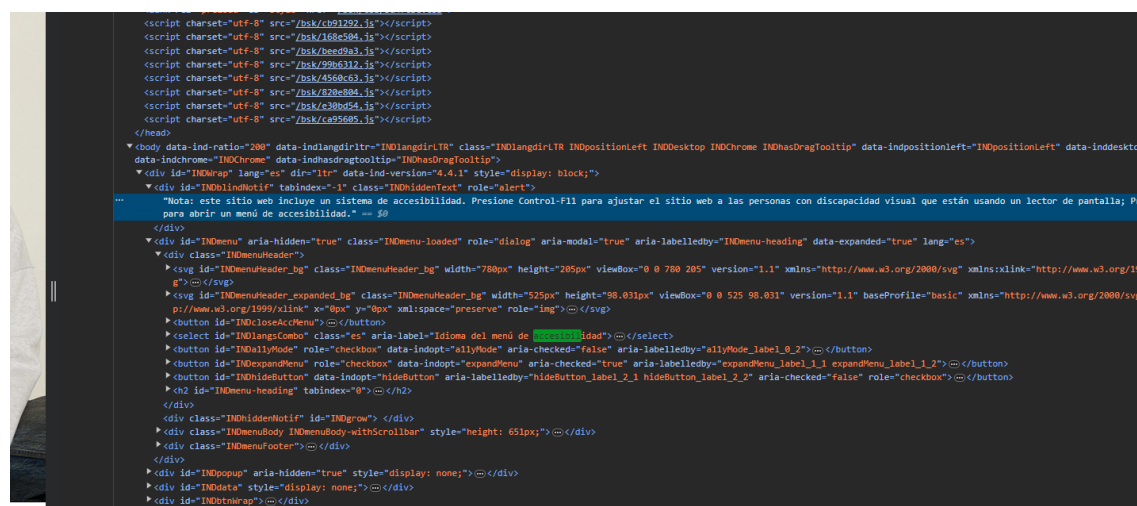 <script charset="utf-8" src="/bsk/cb91292.js"></script>
<script charset="utf-8" src="/bsk/168e504.js"></script>
<script charset="utf-8" src="/bsk/beed9a3.js"></script>
<script charset="utf-8" src="/bsk/99b6312.js"></script>
<script charset="utf-8" src="/bsk/4560c63.js"></script>
<script charset="utf-8" src="/bsk/820e804.js"></script>
<script charset="utf-8" src="/bsk/e30bd54.js"></script>
<script charset="utf-8" src="/bsk/ca95605.js"></script>
</head>
▼<body data-ind-ratio="200" data-indlangdirltr="INDlangdirLTR" class="INDlangdirLTR INDpositionLeft INDDesktop INDChrome INDhasDragTooltip" data-indpositionleft="INDpositionLeft" data-inddeskto
data-indchrome="INDChrome" data-indhasdragtooltip="INDhasDragTooltip">
▼<div id="INDWrap" lang="es" dir="ltr" data-ind-version="4.4.1" style="display: block;">
▼<div id="INDblindNotif" tabindex="-1" class="INDhiddenText" role="alert">
··· "Nota: este sitio web incluye un sistema de accesibilidad. Presione Control-F11 para ajustar el sitio web a las personas con discapacidad visual que están usando un lector de pantalla;
para abrir un menú de accesibilidad." == $0
</div>
▼<div id="INDmenu" aria-hidden="true" class="INDmenu-loaded" role="dialog" aria-modal="true" aria-labelledby="INDmenu-heading" data-expanded="true" lang="es">
▼<div class="INDmenuHeader">
▶<svg id="INDmenuHeader_bg" class="INDmenuHeader_bg" width="780px" height="205px" viewBox="0 0 780 205" version="1.1" xmlns="http://www.w3.org/2000/svg" xmlns:xlink="http://www.w3.org/1
g">…</svg>
▶<svg id="INDmenuHeader_expanded_bg" class="INDmenuHeader_bg" width="525px" height="98.031px" viewBox="0 0 525 98.031" version="1.1" baseProfile="basic" xmlns="http://www.w3.org/2000/sv
p://www.w3.org/1999/xlink" x="0px" y="0px" xml:space="preserve" role="img">…</svg>
▶<button id="INDcloseAccMenu">…</button>
▶<select id="INDlangsCombo" class="es" aria-label="Idioma del menú de accesibilidad">…</select>
▶<button id="INDa11yMode" role="checkbox" data-indopt="a11yMode" aria-checked="false" aria-labelledby="a11yMode_label_0_2">…</button>
▶<button id="INDexpandMenu" role="checkbox" data-indopt="expandMenu" aria-checked="true" aria-labelledby="expandMenu_label_1_1 expandMenu_label_1_2">…</button>
▶<button id="INDhideButton" data-indopt="hideButton" aria-labelledby="hideButton_label_2_1 hideButton_label_2_2" aria-checked="false" role="checkbox">…</button>
▶<h2 id="INDmenu-heading" tabindex="0">…</h2>
</div>
<div class="INDhiddenNotif" id="INDgrow"> </div>
▶<div class="INDmenuBody INDmenuBody-withScrollbar" style="height: 651px;">…</div>
▶<div class="INDmenuFooter">…</div>
</div>
▶<div id="INDpopup" aria-hidden="true" style="display: none;">…</div>
▶<div id="INDdata" style="display: none;">…</div>
▶<div id="INDbtnWrap">…</div>